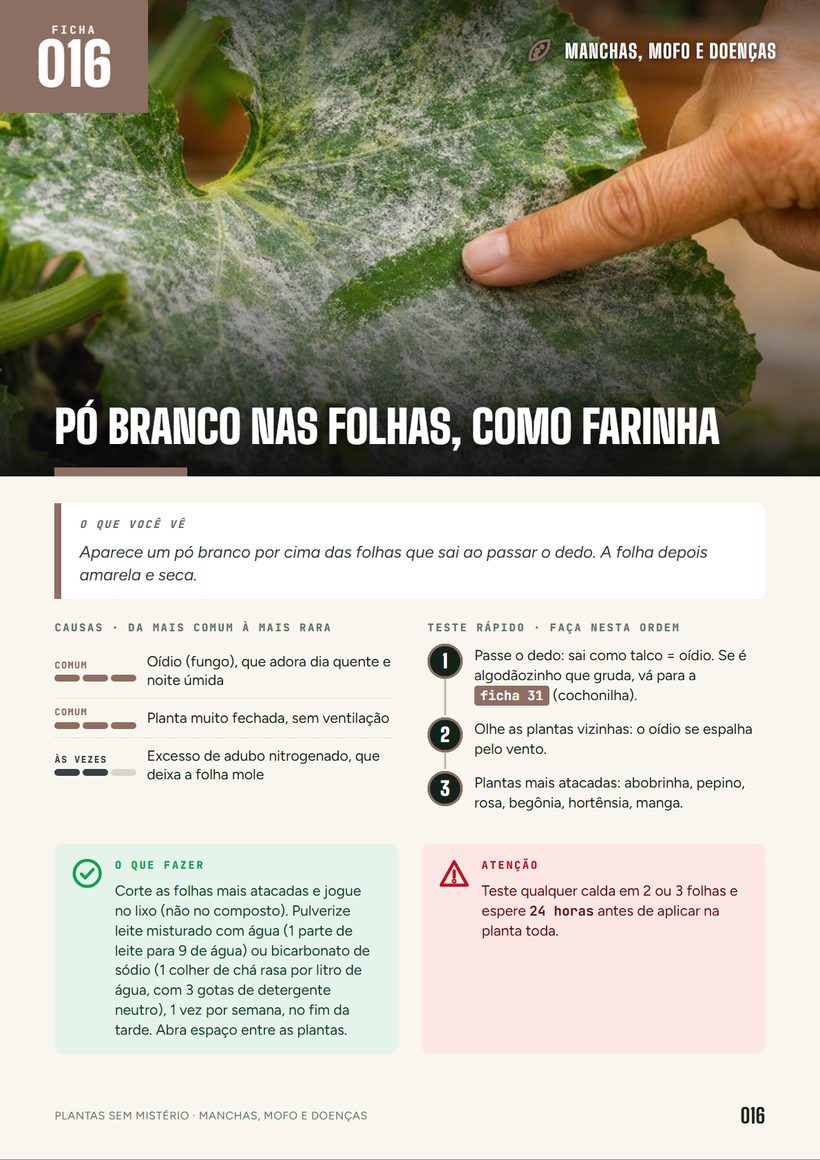 FICHA
016
MANCHAS, MOFO E DOENÇAS
PÓ BRANCO NAS FOLHAS, COMO FARINHA
O QUE VOCÊ VÊ
Aparece um pó branco por cima das folhas que sai ao passar o dedo. A folha depois
amarela e seca.
CAUSAS · DA MAIS COMUM À MAIS RARA
COMUM
Oídio (fungo), que adora dia quente e
noite úmida
COMUM
Planta muito fechada, sem ventilação
ÀS VEZES
Excesso de adubo nitrogenado, que
deixa a folha mole
TESTE RÁPIDO · FAÇA NESTA ORDEM
1
Passe o dedo: sai como talco = oídio. Se é
algodãozinho que gruda, vá para a
ficha 31 (cochonilha).
2
Olhe as plantas vizinhas: o oídio se espalha
pelo vento.
3
Plantas mais atacadas: abobrinha, pepino,
rosa, begônia, hortênsia, manga.
O QUE FAZER
Corte as folhas mais atacadas e jogue
no lixo (não no composto). Pulverize
leite misturado com água (1 parte de
leite para 9 de água) ou bicarbonato de
sódio (1 colher de chá rasa por litro de
água, com 3 gotas de detergente
neutro), 1 vez por semana, no fim da
tarde. Abra espaço entre as plantas.
ATENÇÃO
Teste qualquer calda em 2 ou 3 folhas e
espere 24 horas antes de aplicar na
planta toda.
PLANTAS SEM MISTÉRIO · MANCHAS, MOFO E DOENÇAS
016